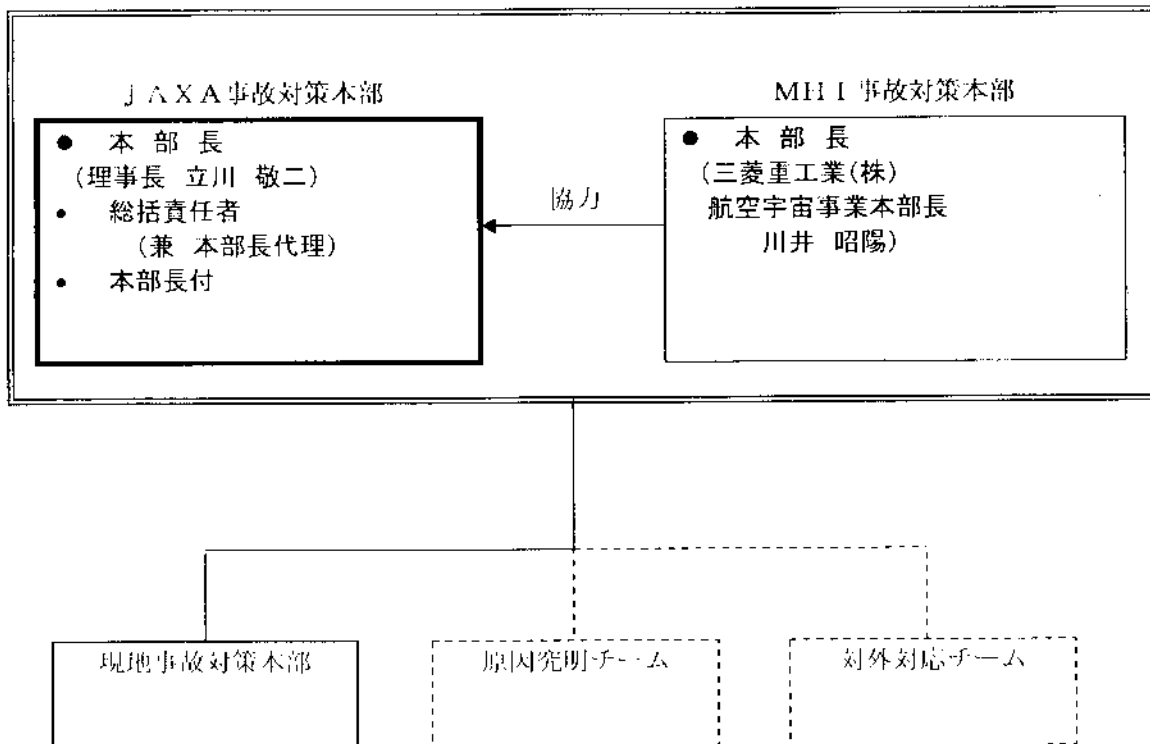 JAXA事故対策本部
● 本 部 長
(理事長 立川 敬二)
• 総括責任者
(兼 本部長代理)
• 本部長付
協力
MHI事故対策本部
● 本 部 長
(三菱重工業(株)
航空宇宙事業本部長
川井 昭陽)
現地事故対策本部
原因究明チーム
対外対応チーム